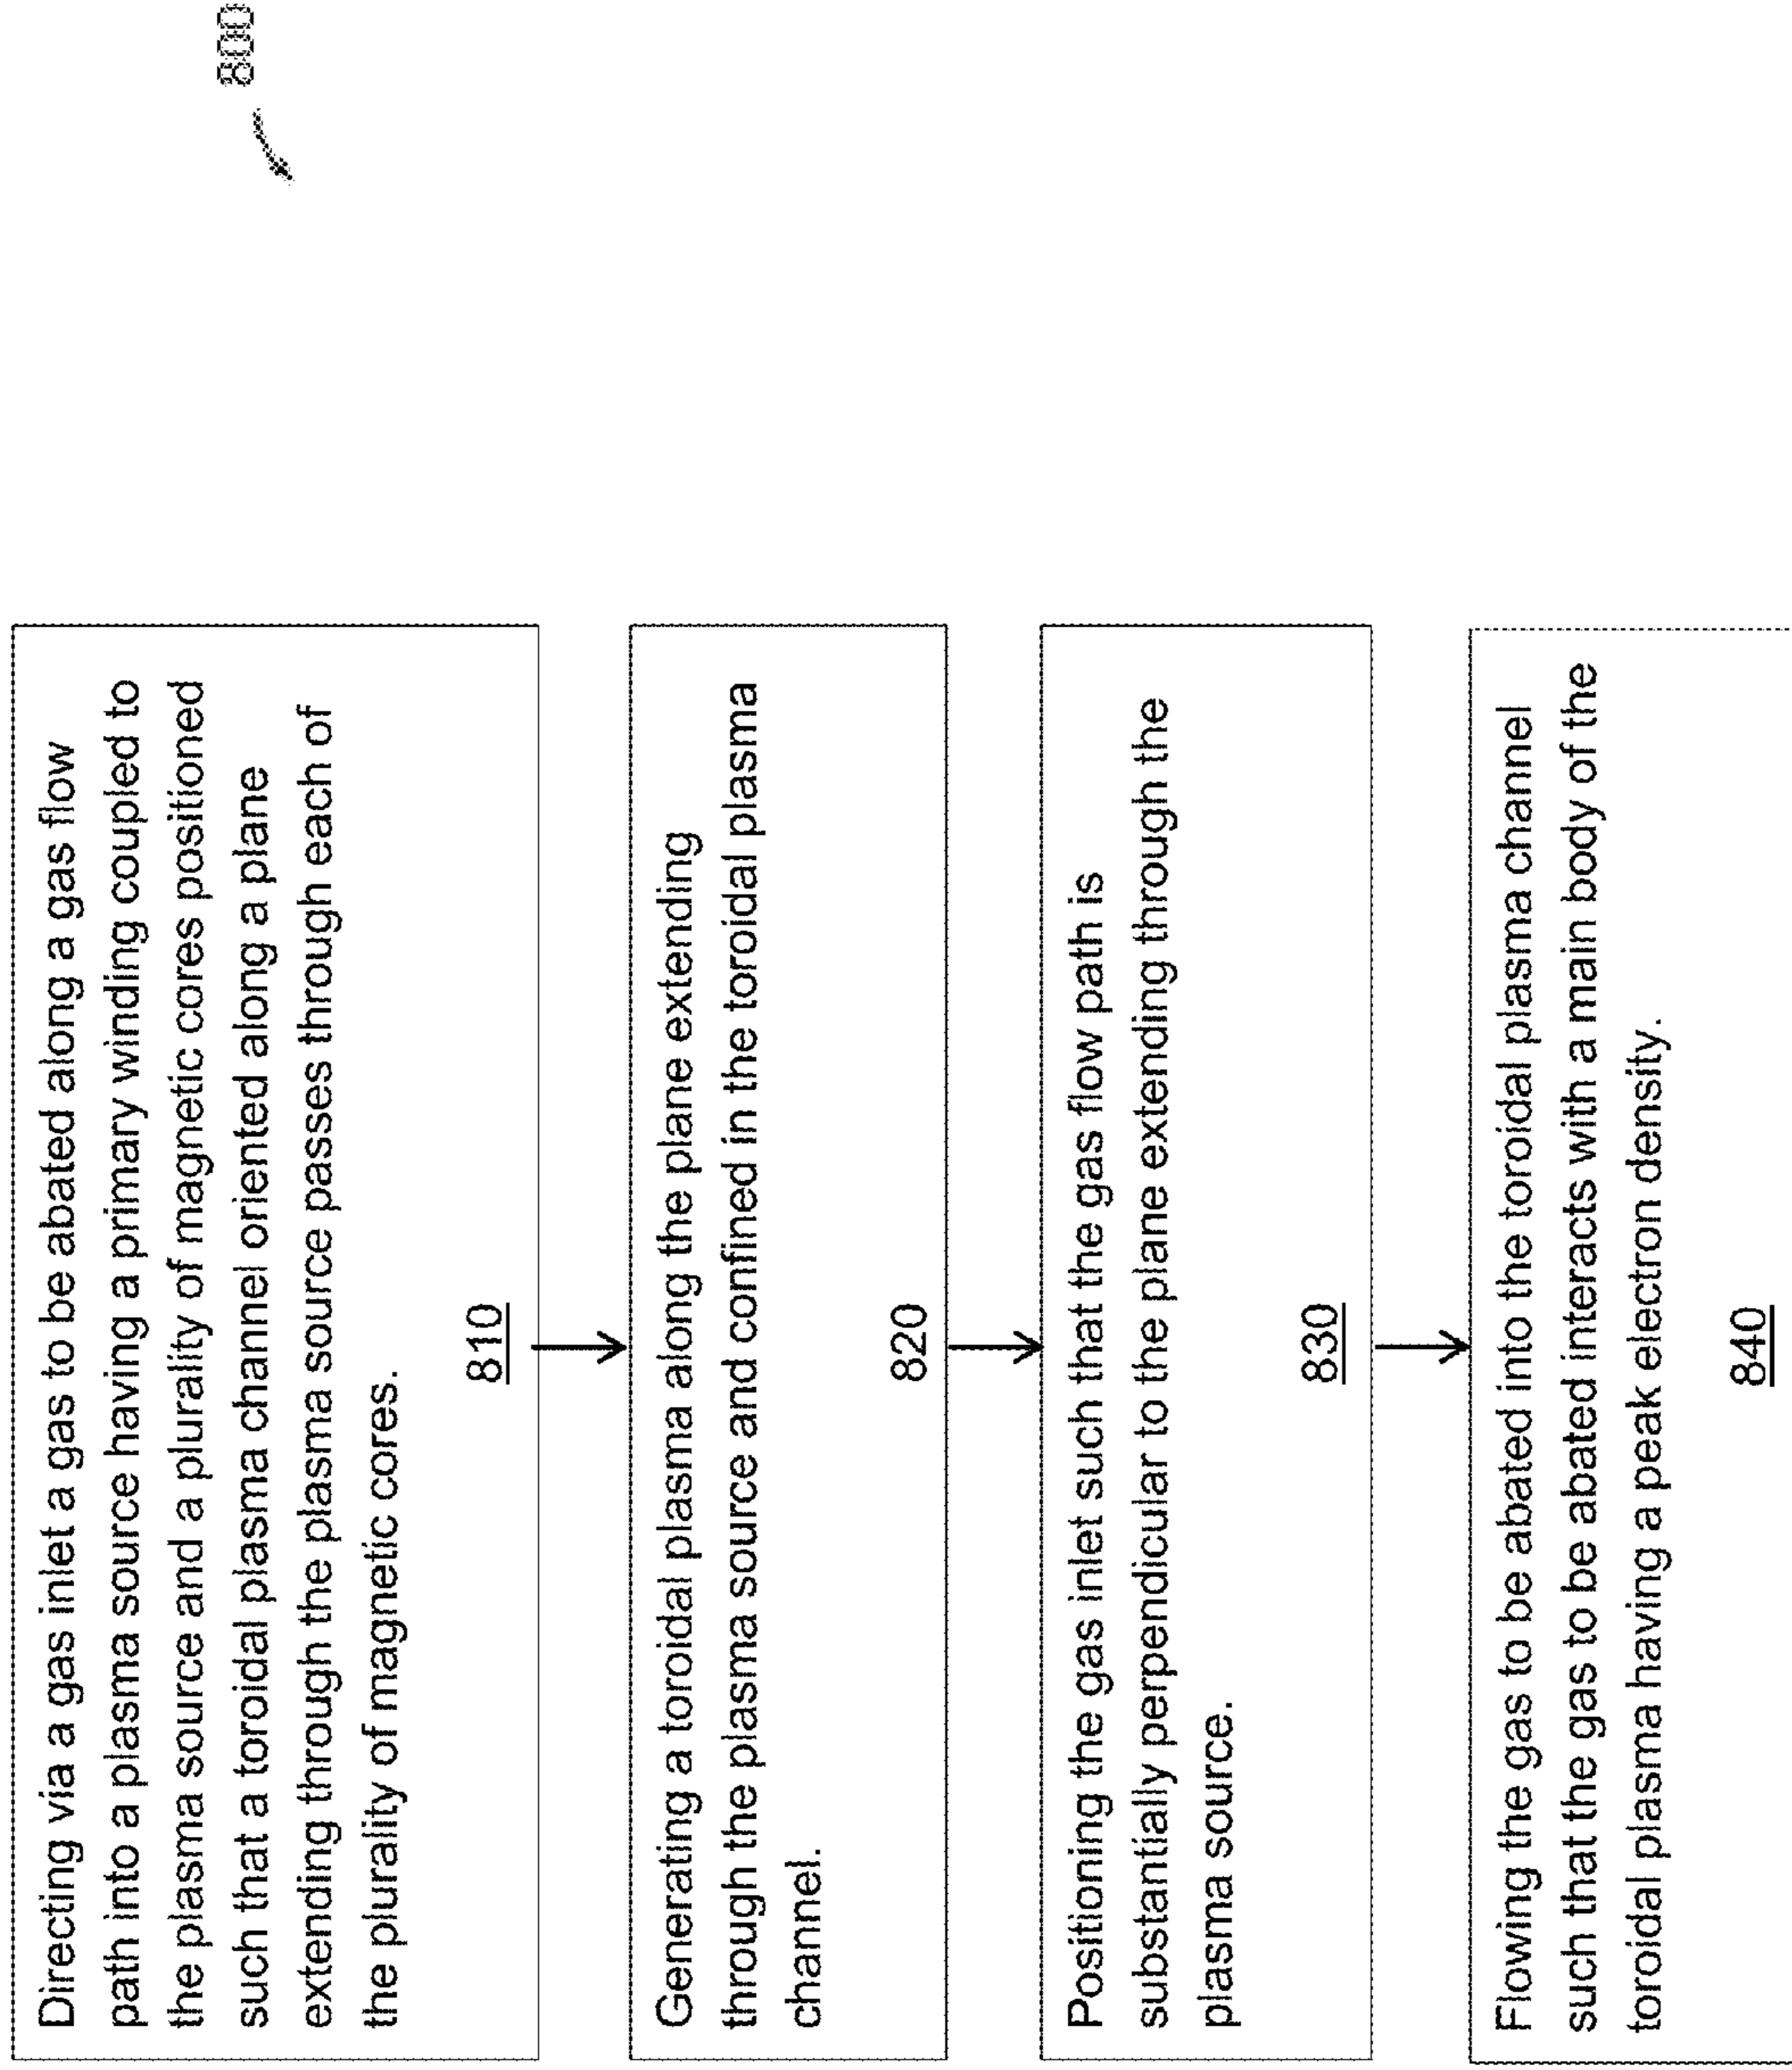 800
Directing via a gas inlet a gas to be abated along a gas flow
path into a plasma source having a primary winding coupled to
the plasma source and a plurality of magnetic cores positioned
such that a toroidal plasma channel oriented along a plane
extending through the plasma source passes through each of
the plurality of magnetic cores.
810
Generating a toroidal plasma along the plane extending
through the plasma source and confined in the toroidal plasma
channel.
820
Positioning the gas inlet such that the gas flow path is
substantially perpendicular to the plane extending through the
plasma source.
830
Flowing the gas to be abated into the toroidal plasma channel
such that the gas to be abated interacts with a main body of the
toroidal plasma having a peak electron density.
840